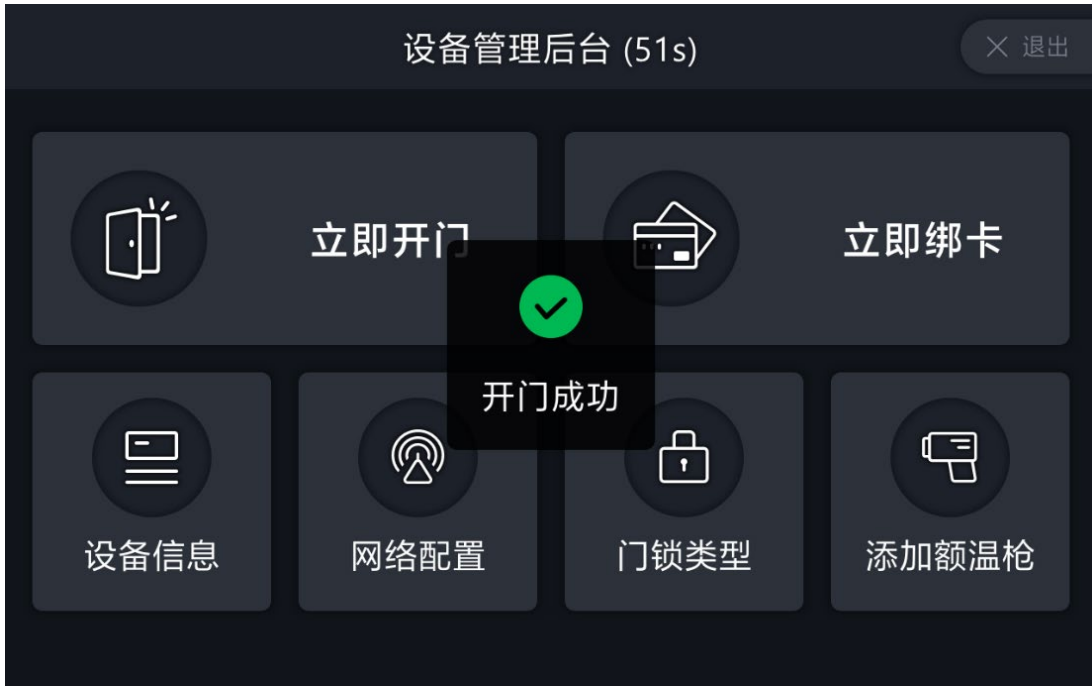 设备管理后台 (51s)
退出
立即开门
立即绑卡
开门成功
设备信息
网络配置
门锁类型
添加额温枪